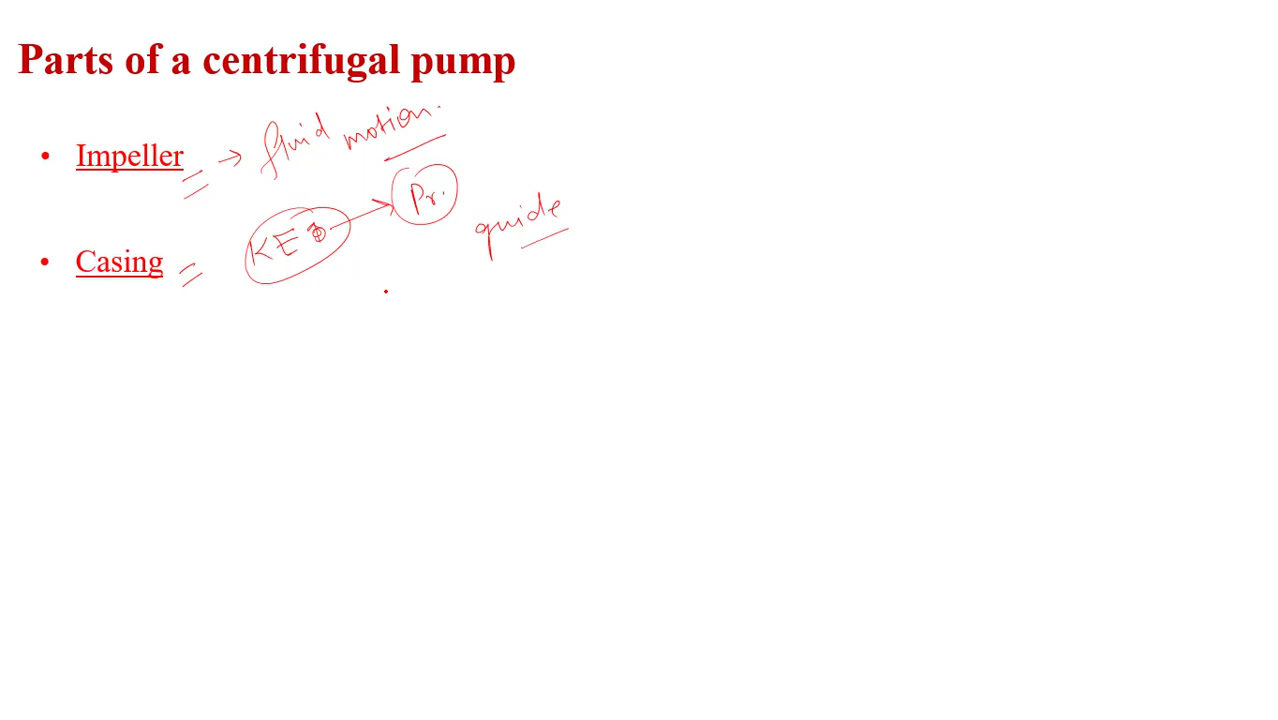 Parts of a centrifugal pump
• Impeller → fluid motion.
KE → Pr.
guide
• Casing